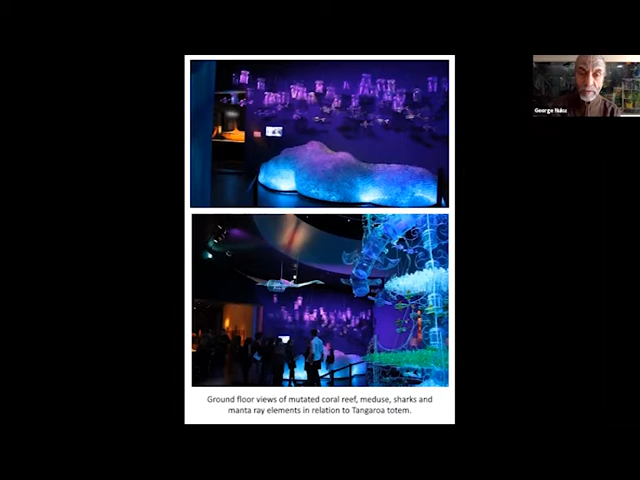 George Nuku
Ground floor views of mutated coral reef, meduse, sharks and
manta ray elements in relation to Tangaroa totem.